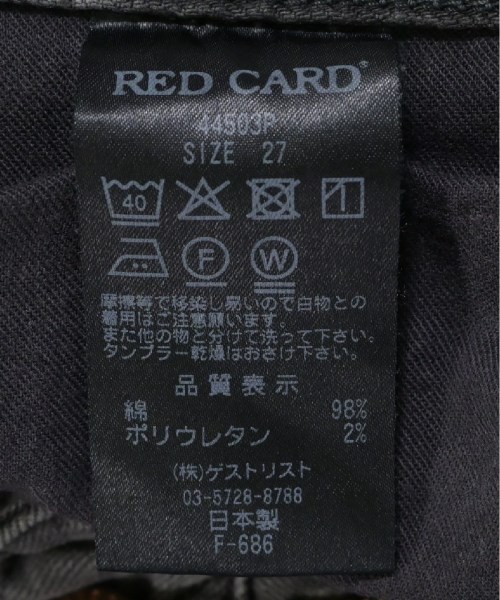 RED CARD®
44503P
SIZE 27
40
F W
摩擦等で移染し易いので白物との
着用はご注意願います。
また他の物と分けて洗って下さい。
タンブラー乾燥はおさけ下さい。
品質表示
綿 98%
ポリウレタン 2%
(株)ゲストリスト
03-5728-8788
日本製
F-686